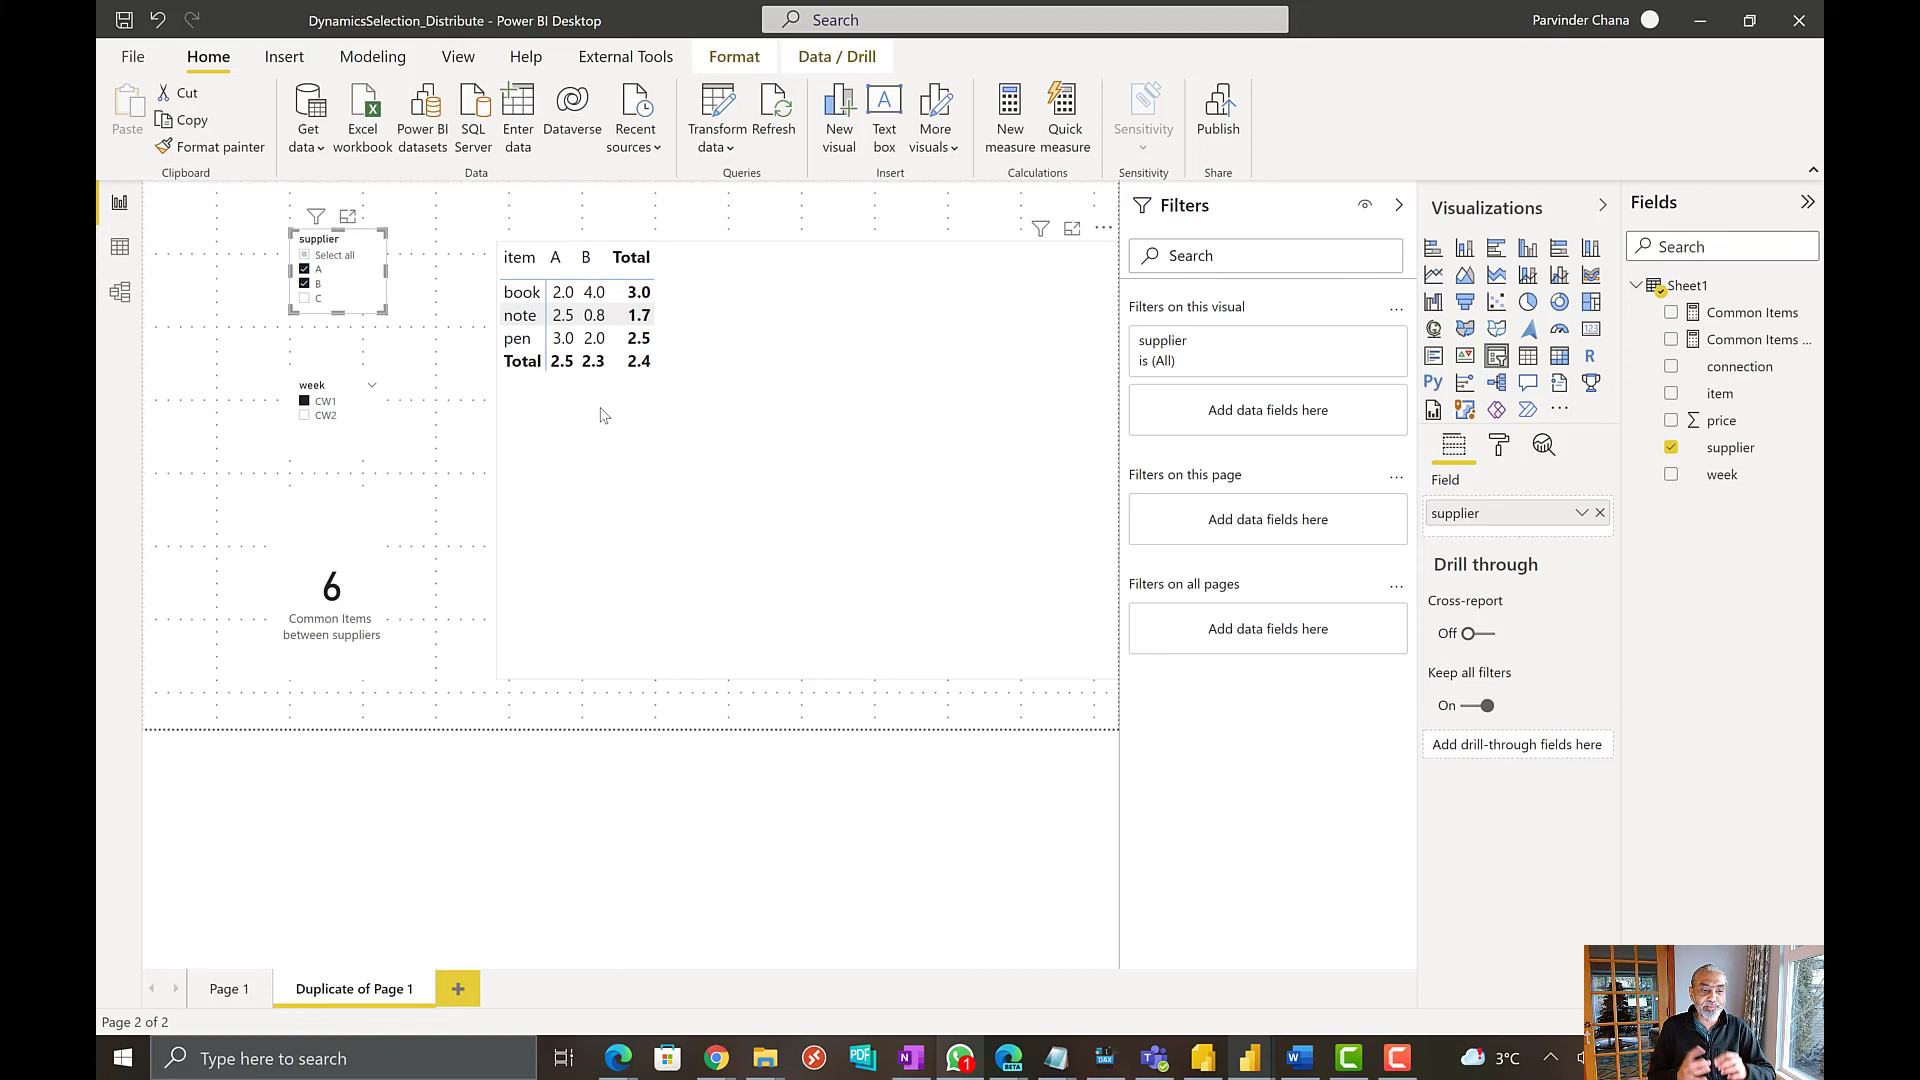 DynamicsSelection_Distribute - Power BI Desktop
Search
Parvinder Chana
File
Home
Insert
Modeling
View
Help
External Tools
Format
Data / Drill
Paste
Cut
Copy
Format painter
Clipboard
Get data
Excel workbook
Power BI datasets
SQL Server
Enter data
Dataverse
Recent sources
Data
Transform data
Refresh
Queries
New visual
Text box
More visuals
Insert
New measure
Quick measure
Calculations
Sensitivity
Sensitivity
Publish
Share
supplier
Select all
A
B
C
week
CW1
CW2
6
Common Items
between suppliers
item A B Total
book 2.0 4.0 3.0
note 2.5 0.8 1.7
pen 3.0 2.0 2.5
Total 2.5 2.3 2.4
Filters
Search
Filters on this visual
supplier
is (All)
Add data fields here
Filters on this page
Add data fields here
Filters on all pages
Add data fields here
Visualizations
R
Py
123
Field
supplier
Drill through
Cross-report
Off
Keep all filters
On
Add drill-through fields here
Fields
Search
Sheet1
Common Items
Common Items ...
connection
item
price
supplier
week
Page 1
Duplicate of Page 1
Page 2 of 2
Type here to search
PDF
N
1
BETA
DAX
W
C
C
3°C